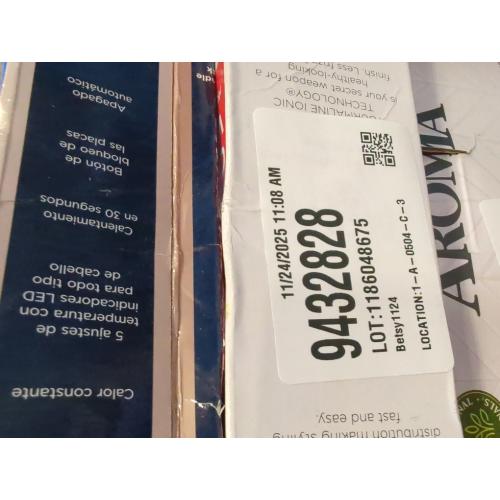 11/24/2025 11:08 AM
9432828
LOT:1186048675
Betsy1124
LOCATION:1-A-0504-C-3
AROMA
Calor constante
5 ajustes de
temperatura con
indicadores LED
para todo tipo
de cabello
Calentamiento
en 30 segundos
Botón de
bloqueo de
las placas
Apagado
automático
distribution making styling
fast and easy.
TECHNOLOGY®
is your secret weapon for a
healthy-looking
finish. Less